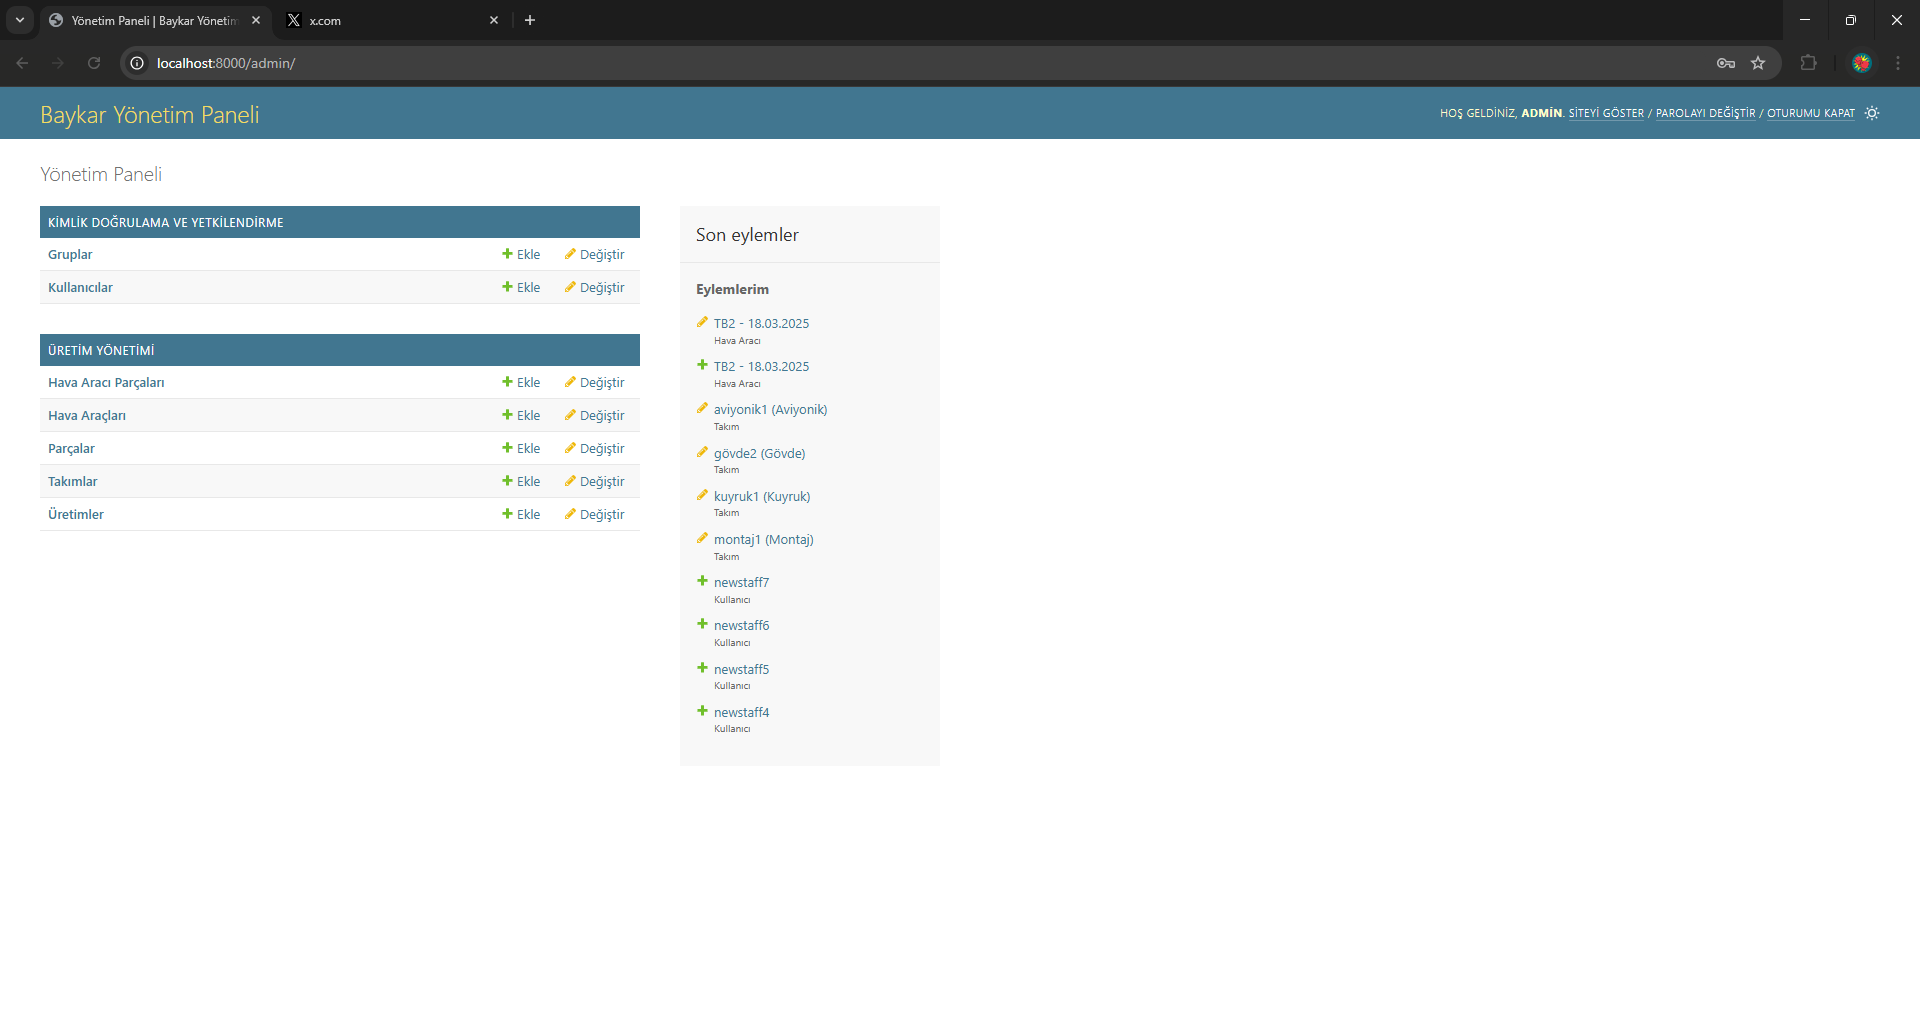 Yönetim Paneli | Baykar Yönetim
x.com
localhost:8000/admin/
Baykar Yönetim Paneli
HOŞ GELDİNİZ, ADMİN. SİTEYİ GÖSTER / PAROLAYI DEĞİŞTİR / OTURUMU KAPAT
Yönetim Paneli
KİMLİK DOĞRULAMA VE YETKİLENDİRME
Gruplar Ekle Değiştir
Kullanıcılar Ekle Değiştir
ÜRETİM YÖNETİMİ
Hava Aracı Parçaları Ekle Değiştir
Hava Araçları Ekle Değiştir
Parçalar Ekle Değiştir
Takımlar Ekle Değiştir
Üretimler Ekle Değiştir
Son eylemler
Eylemlerim
TB2 - 18.03.2025
Hava Aracı
TB2 - 18.03.2025
Hava Aracı
aviyonik1 (Aviyonik)
Takım
gövde2 (Gövde)
Takım
kuyruk1 (Kuyruk)
Takım
montaj1 (Montaj)
Takım
newstaff7
Kullanıcı
newstaff6
Kullanıcı
newstaff5
Kullanıcı
newstaff4
Kullanıcı